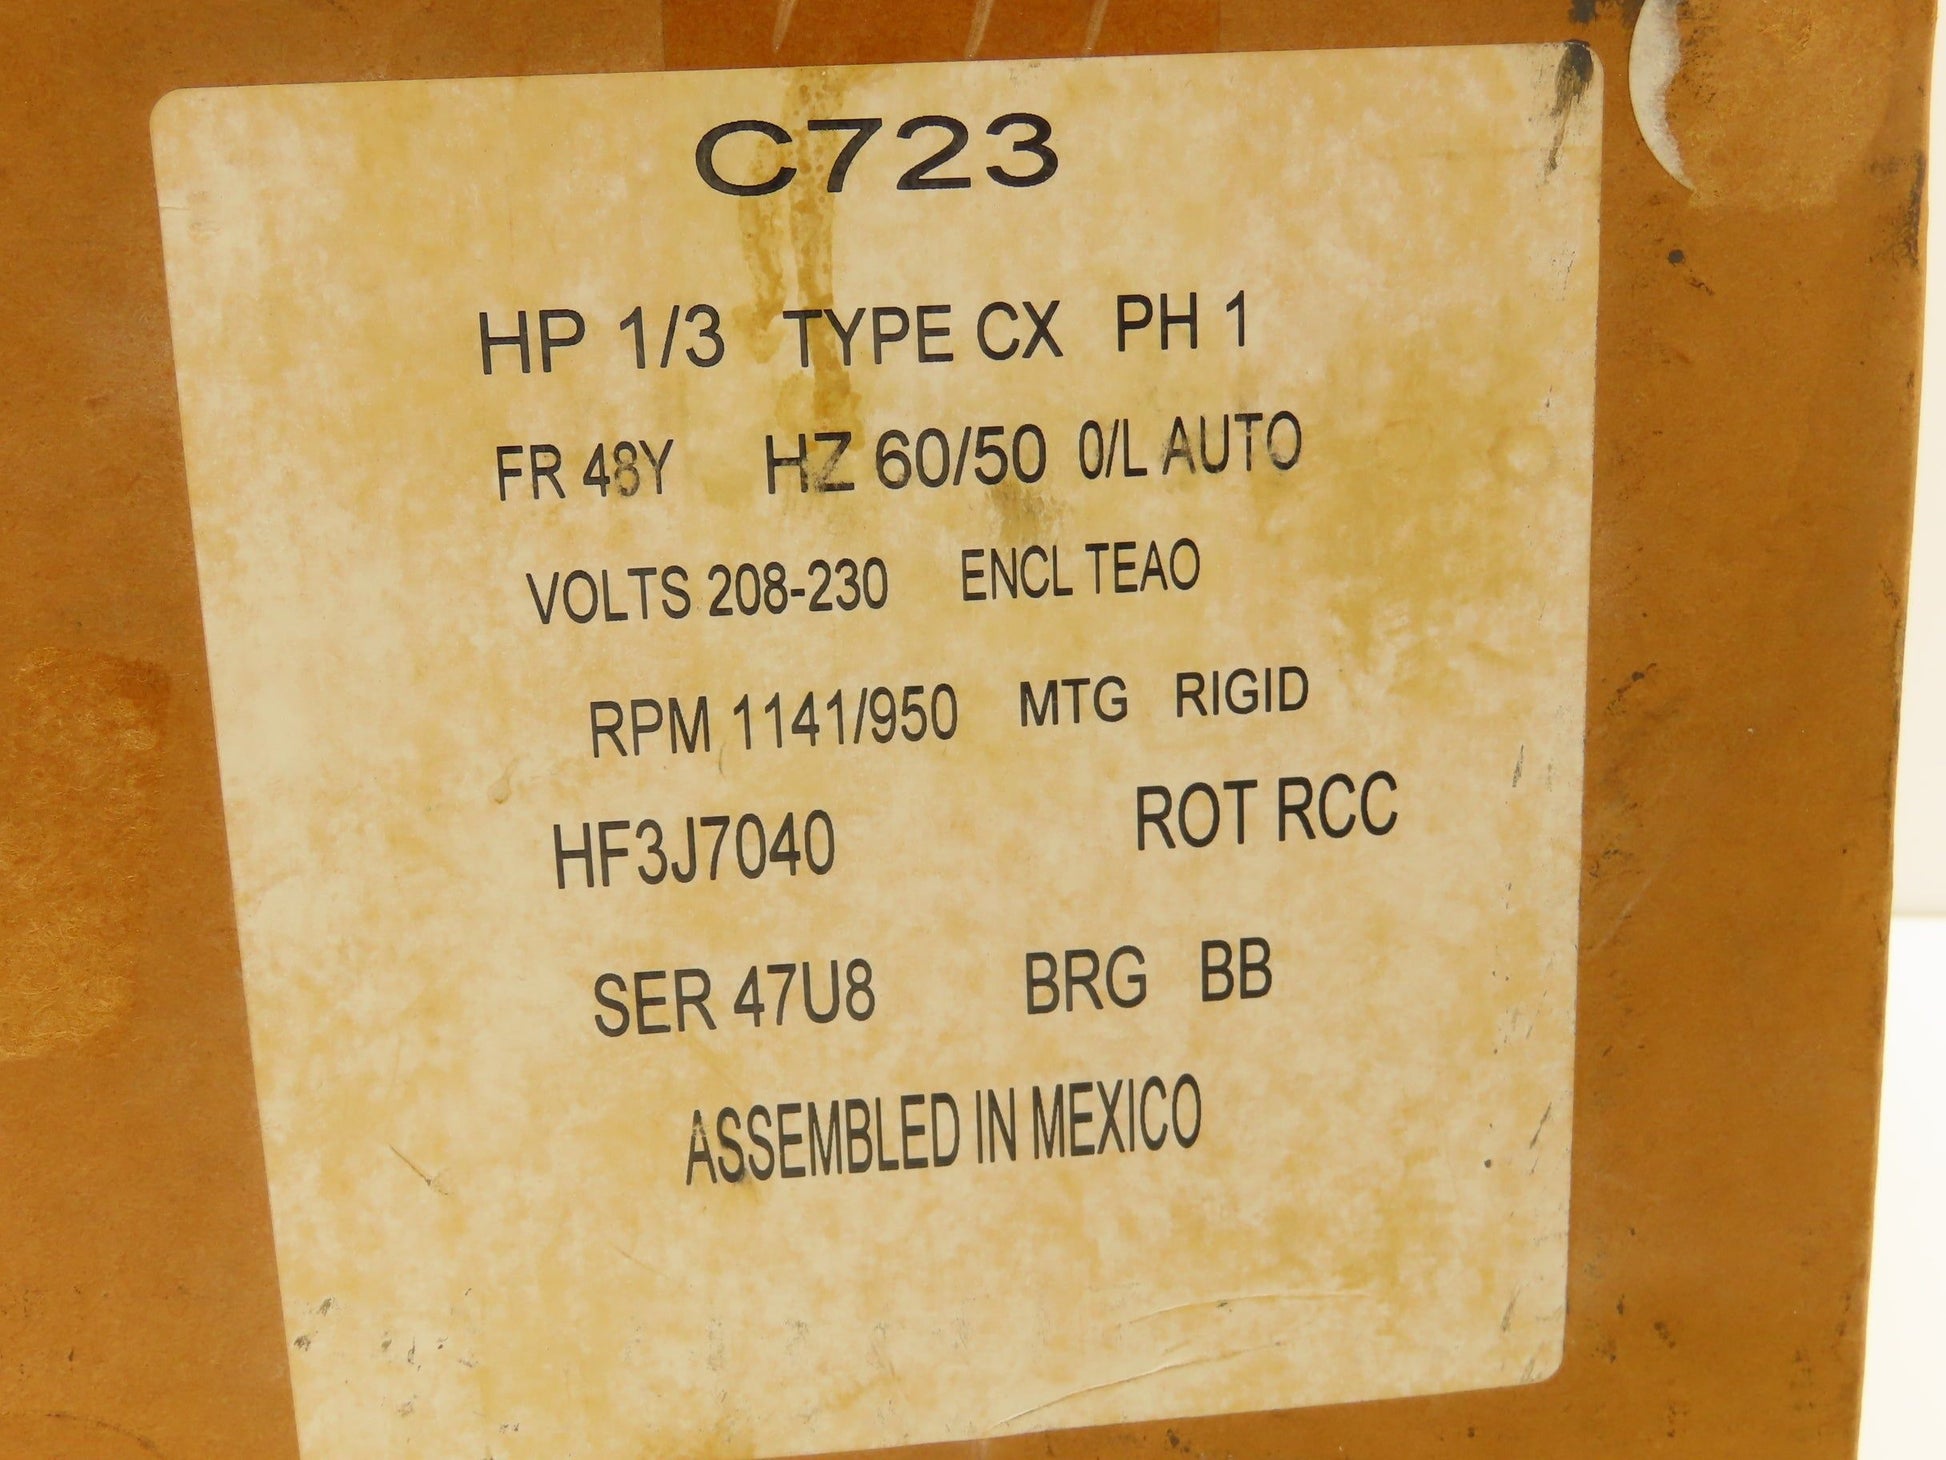 C723
HP 1/3 TYPE CX PH 1
FR 48Y HZ 60/50 0/L AUTO
VOLTS 208-230 ENCL TEAO
RPM 1141/950 MTG RIGID
HF3J7040 ROT RCC
SER 47U8 BRG BB
ASSEMBLED IN MEXICO